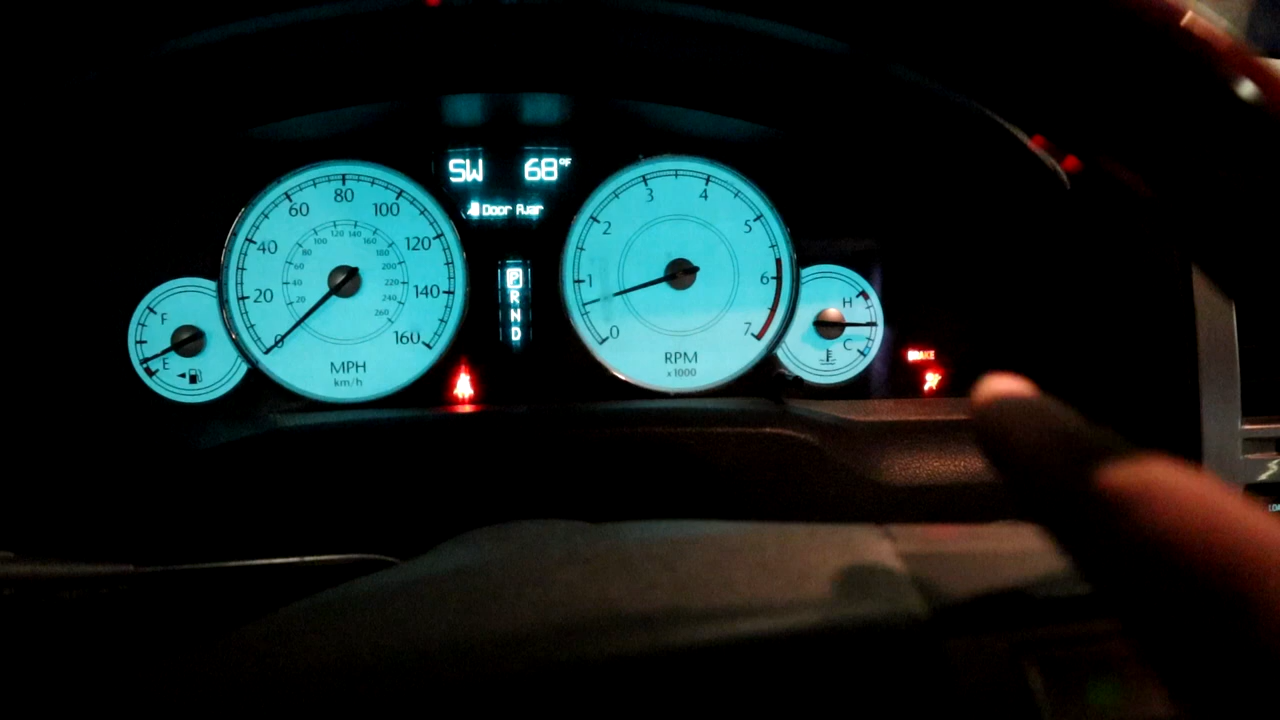 SW 68°F
Door Ajar
80
60 100
40 120
20 140
0 160
120 140
100 160
80 180
60 200
40 220
20 240
260
MPH
km/h
P
R
N
D
3 4
2 5
1 6
0 7
RPM
x1000
F
E
H
C
BRAKE